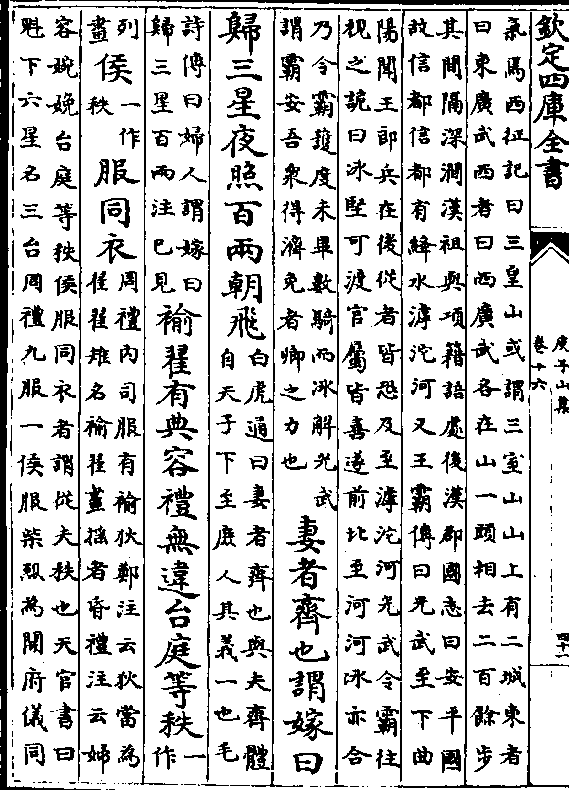 欽定四庫全書
庾子山集
卷十六
四十一
氣馬西征記曰三皇山或謂三室山山上有二城東者
曰東廣武西者曰西廣武各在山一頭相去二百餘步
其間隔深澗漢祖與項籍語處後漢郡國志曰安平國
故信都信都有絳水滹沱河又王霸傳曰光武至下曲
陽聞王郎兵在後從者皆恐及至滹沱河光武令霸往
視之詭曰冰堅可渡官屬皆喜遂前比至河河冰亦合
乃令霸護度未畢數騎而冰解光武
謂霸安吾衆得濟免者卿之力也
妻者齊也謂嫁曰
歸三星夜照百兩朝飛
白虎通曰妻者齊也與夫齊體
自天子下至庶人其義一也毛
詩傳曰婦人謂嫁曰
歸三星百兩注已見
褕翟有典容禮無違台庭等秩
一作
列
畫
侯
一作
秩
服同衣
周禮内司服有褕狄鄭注云狄當為
翟翟雉名褕翟畫揺者昏禮注云婦
容婉娩台庭等秩侯服同衣者謂從夫秩也天官書曰
魁下六星名三台周禮九服一侯服柴烈為開府儀同